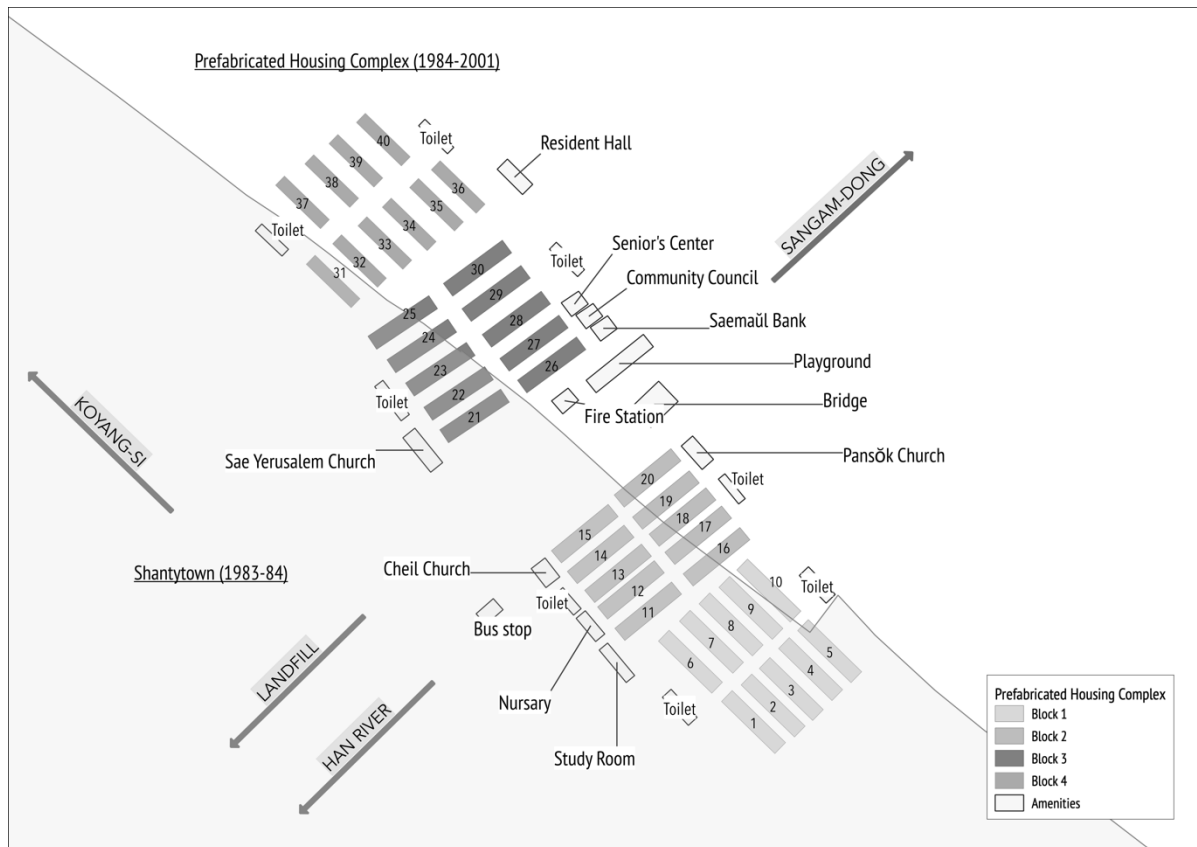 Prefabricated Housing Complex (1984-2001)
40
Toilet
39
Resident Hall
38
36
37
35
34
Toilet
33
32
31
SANGAM-DONG
Senior's Center
Toilet
30
Community Council
29
25
28
Saemaŭl Bank
24
27
Playground
23
26
22
Toilet
Bridge
Fire Station
21
KOYANG-SI
Sae Yerusalem Church
Pansŏk Church
20
Toilet
19
18
15
17
14
16
Cheil Church
13
Shantytown (1983-84)
12
10
Toilet
Toilet
11
9
Bus stop
8
7
5
6
4
LANDFILL
3
Nursary
2
Toilet
1
HAN RIVER
Study Room
Prefabricated Housing Complex
Block 1
Block 2
Block 3
Block 4
Amenities